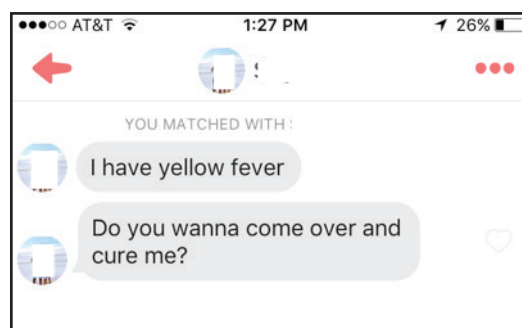 AT&T 1:27 PM 26%
YOU MATCHED WITH
I have yellow fever
Do you wanna come over and
cure me?